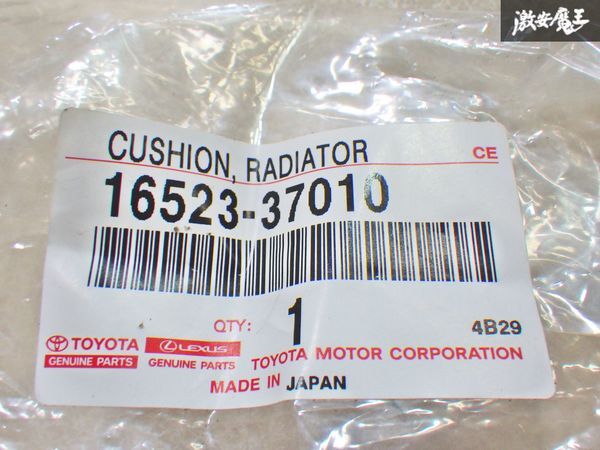 激安魔王
CUSHION, RADIATOR CE
16523-37010
QTY: 1 4B29
TOYOTA LEXUS
GENUINE PARTS GENUINE PARTS TOYOTA MOTOR CORPORATION
MADE IN JAPAN